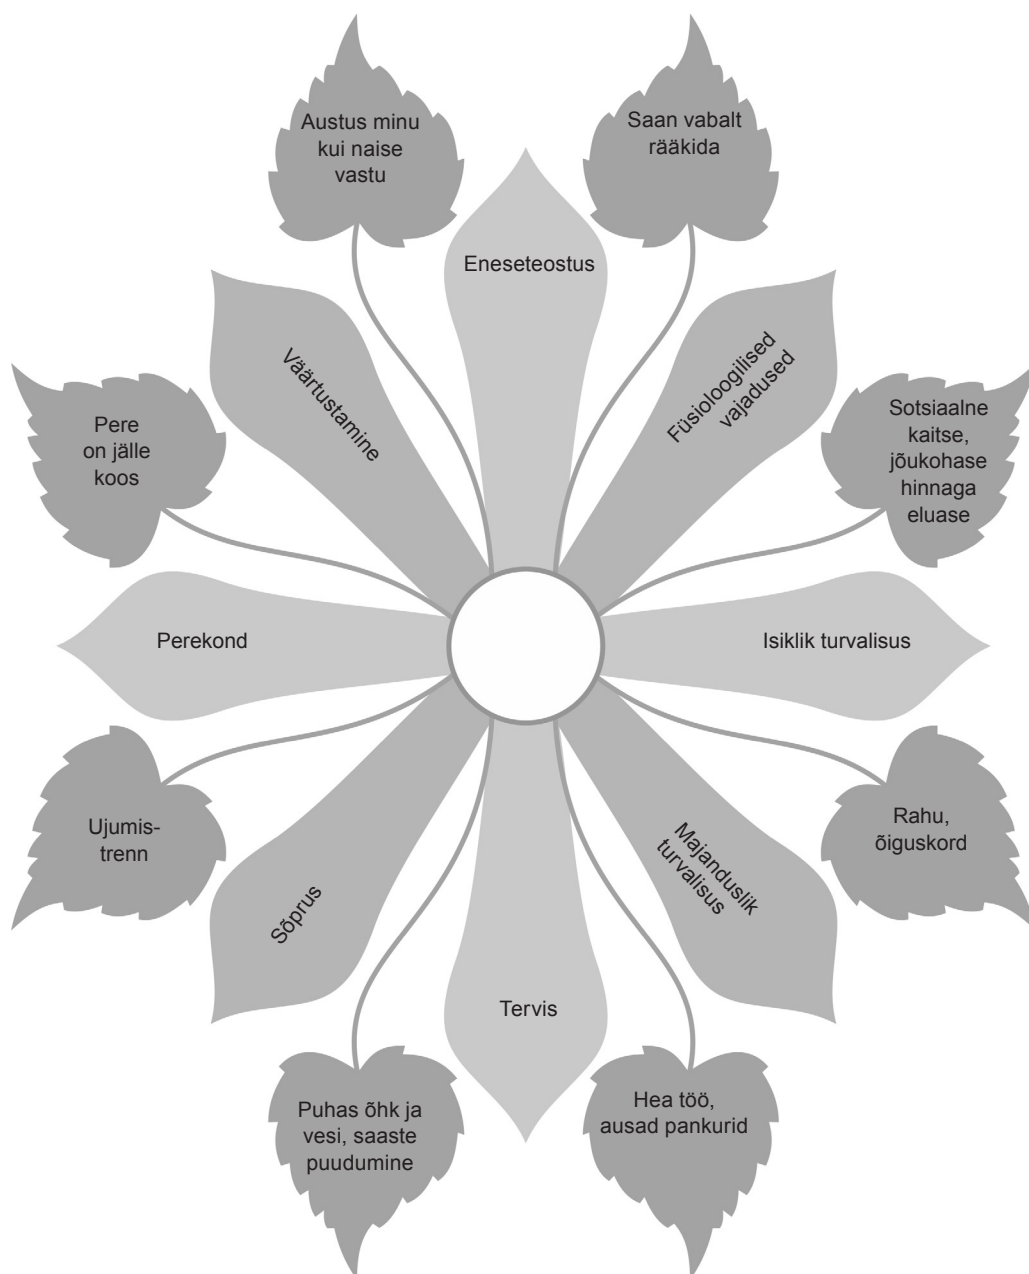 Austus minu
kui naise
vastu
Saan vabalt
rääkida
Eneseteostus
Väärtustamine
Füsioloogilised
vajadused
Pere
on jälle
koos
Sotsiaalne
kaitse,
jõukohase
hinnaga
eluase
Perekond
Isiklik turvalisus
Ujumis-
trenn
Rahu,
õiguskord
Sõprus
Majanduslik
turvalisus
Tervis
Puhas õhk ja
vesi, saaste
puudumine
Hea töö,
ausad pankurid